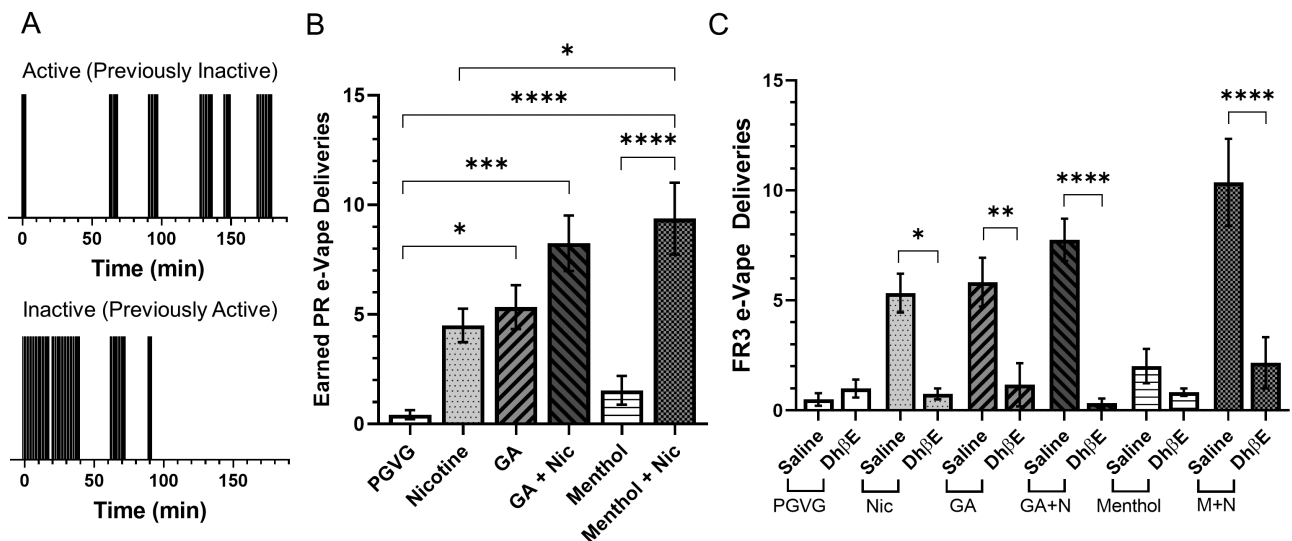 A
Active (Previously Inactive)
0 50 100 150
Time (min)
Inactive (Previously Active)
0 50 100 150
Time (min)
B
*
****
****
***
*
Earned PR e-Vape Deliveries
15
10
5
0
PGVG
Nicotine
GA
GA + Nic
Menthol
Menthol + Nic
C
****
****
**
*
FR3 e-Vape Deliveries
15
10
5
0
Saline DhβE Saline DhβE Saline DhβE Saline DhβE Saline DhβE Saline DhβE
PGVG Nic GA GA+N Menthol M+N